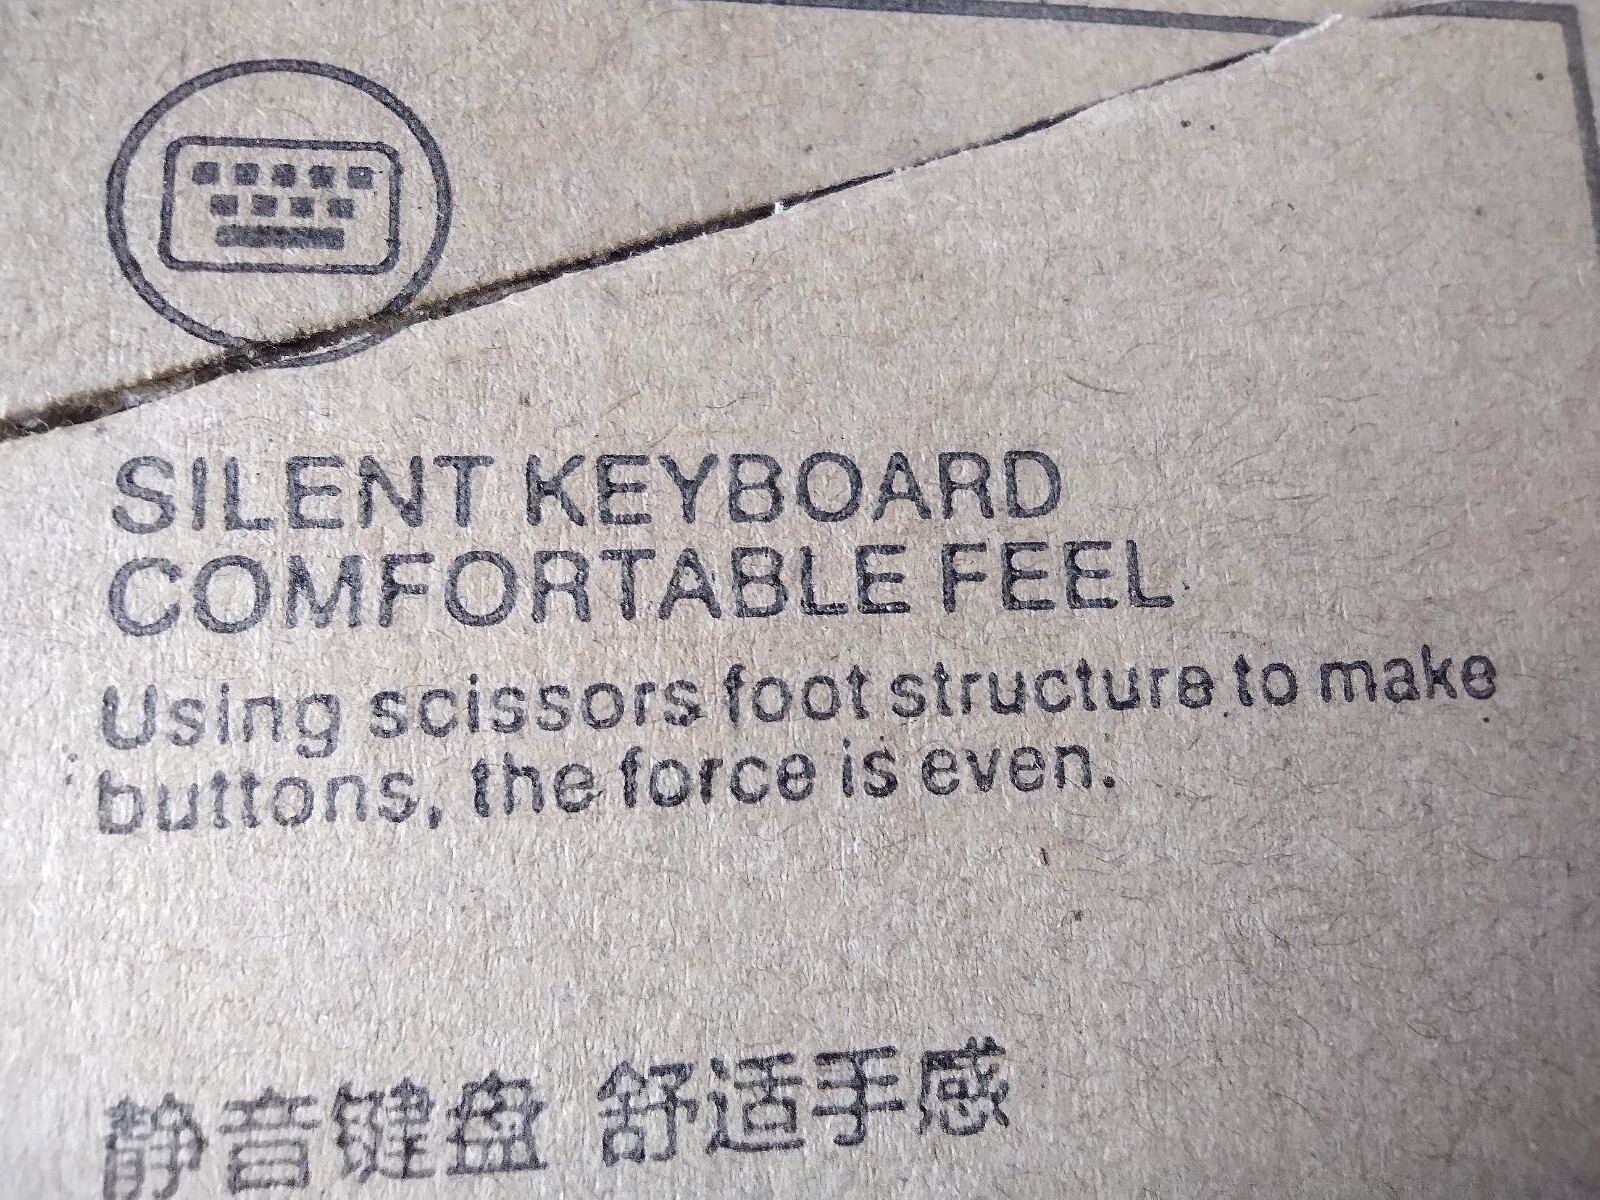 SILENT KEYBOARD
COMFORTABLE FEEL
Using scissors foot structure to make
buttons, the force is even.
静音键盘 舒适手感